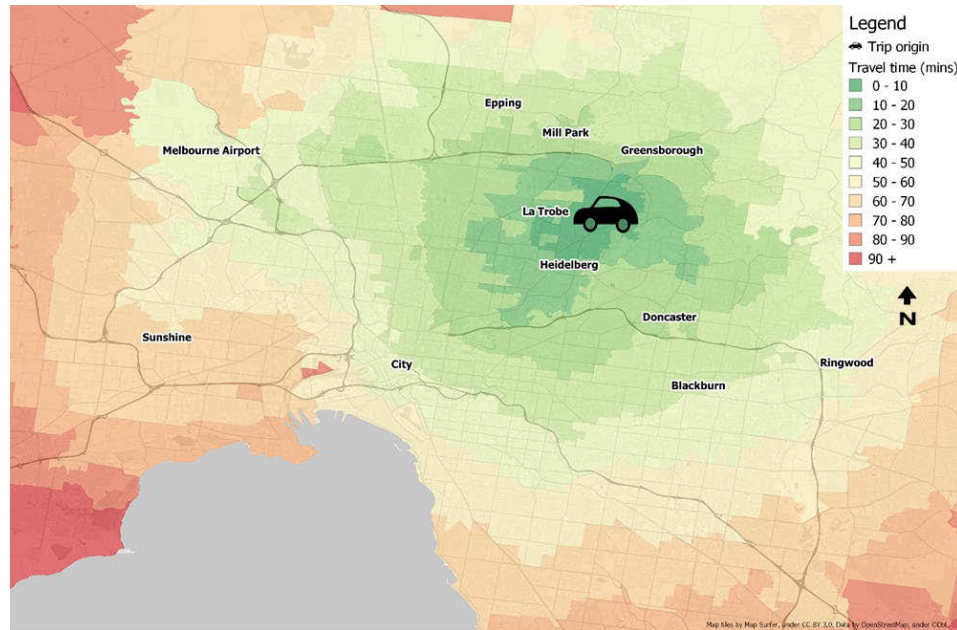 Legend
Trip origin
Travel time (mins)
0 - 10
10 - 20
20 - 30
30 - 40
40 - 50
50 - 60
60 - 70
70 - 80
80 - 90
90 +
N
Epping
Mill Park
Melbourne Airport
Greensborough
La Trobe
Heidelberg
Doncaster
Sunshine
City
Ringwood
Blackburn
Map tiles by Map Surfer, under CC BY 3.0, Data by OpenStreetMap, under ODbL.